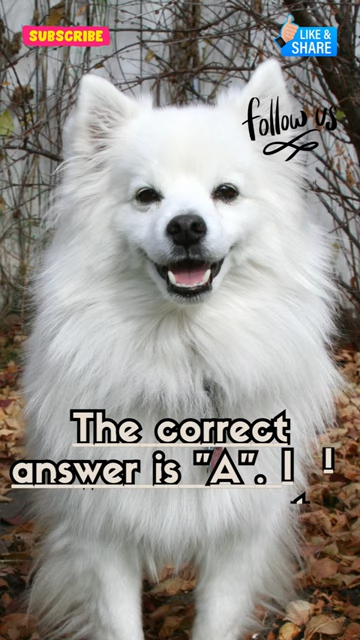 SUBSCRIBE
LIKE &
SHARE
follow us
The correct
answer is "A". I